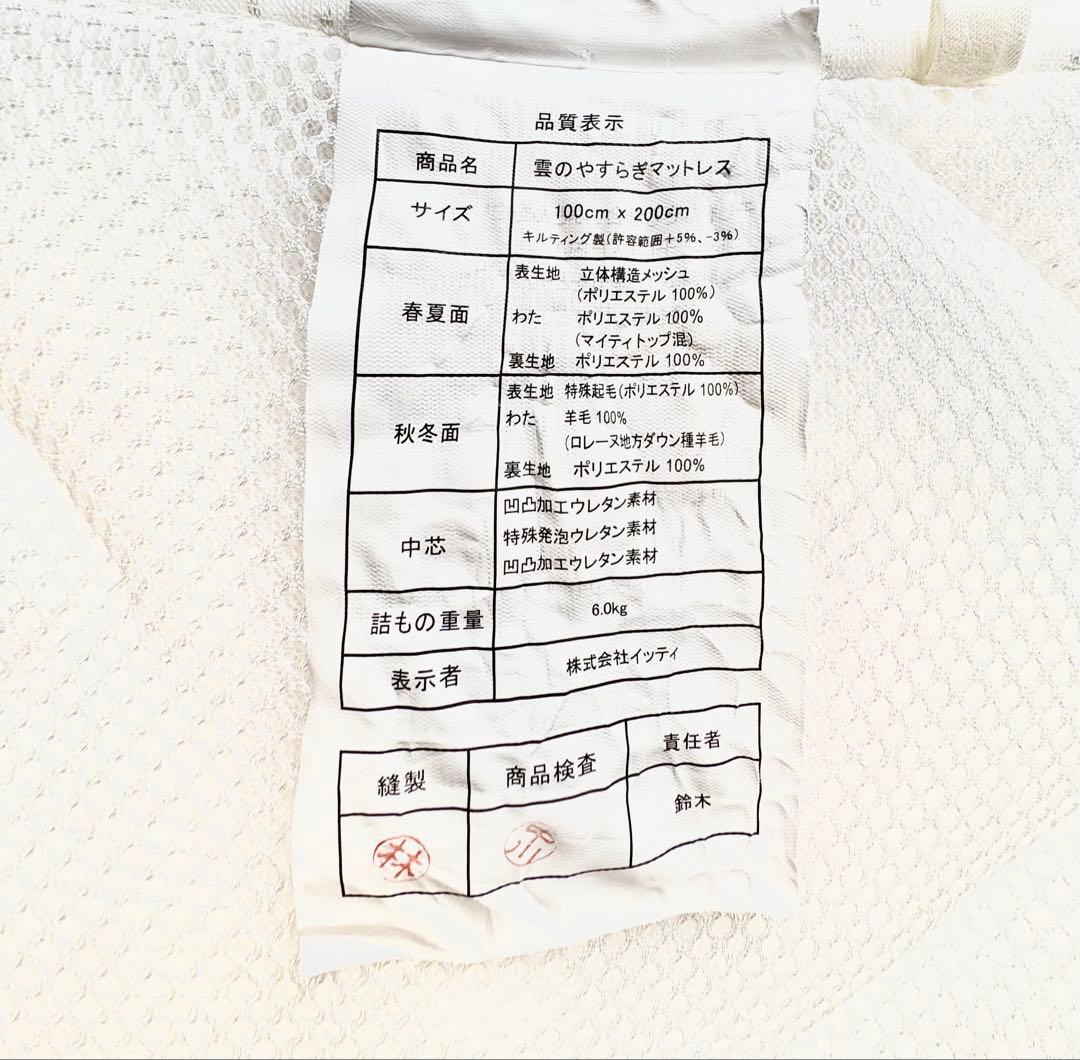 品質表示
商品名 雲のやすらぎマットレス
サイズ 100cm x 200cm
キルティング製(許容範囲+5%、-3%)
春夏面
表生地 立体構造メッシュ
(ポリエステル 100%)
わた ポリエステル 100%
(マイティトップ混)
裏生地 ポリエステル 100%
秋冬面
表生地 特殊起毛(ポリエステル 100%)
わた 羊毛 100%
(ロレーヌ地方ダウン種羊毛)
裏生地 ポリエステル 100%
中芯
凹凸加工ウレタン素材
特殊発泡ウレタン素材
凹凸加工ウレタン素材
詰もの重量 6.0kg
表示者 株式会社イッティ
縫製 商品検査 責任者
林 鈴木